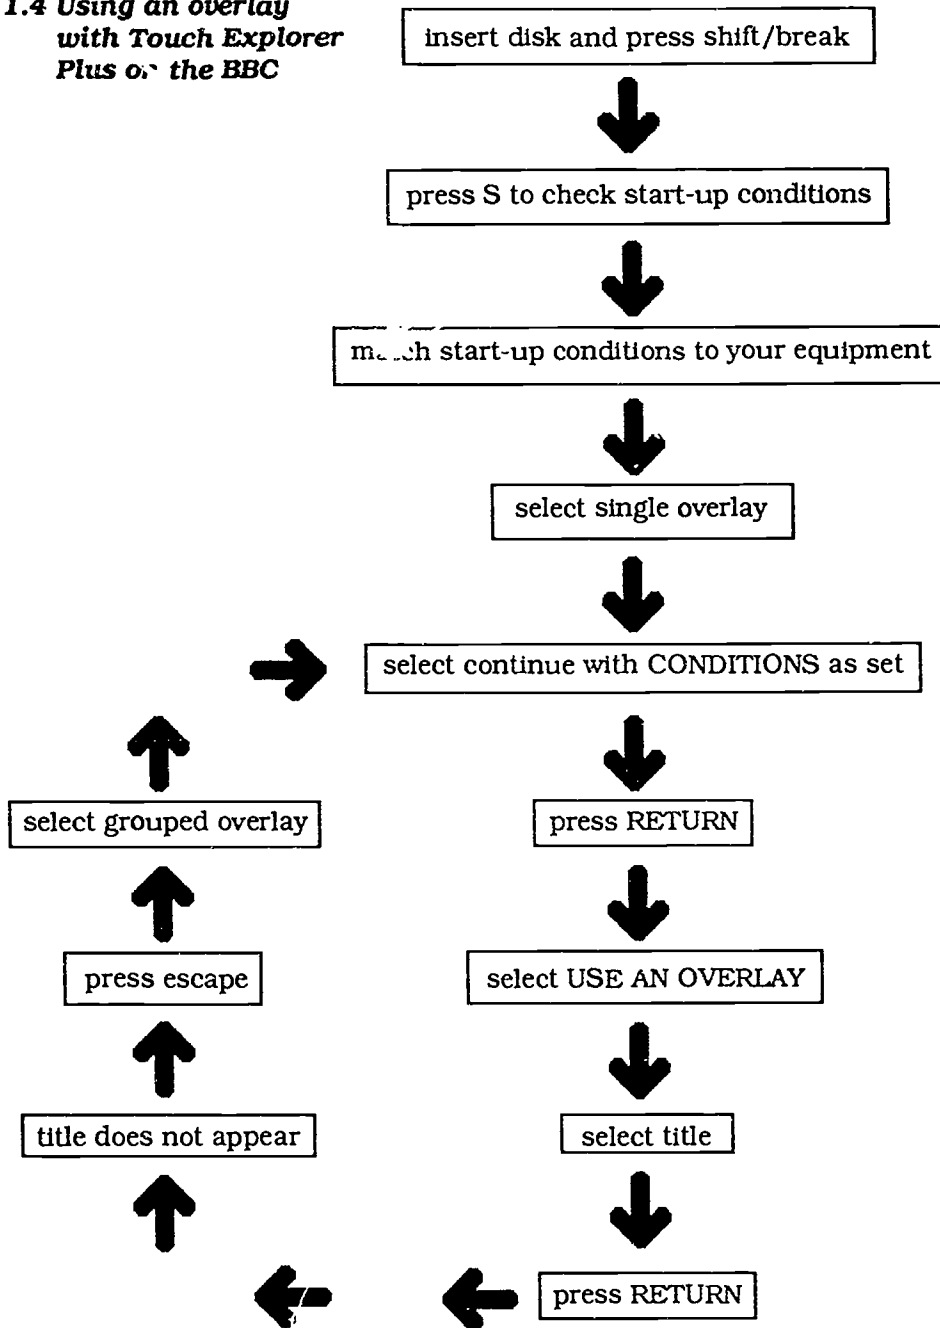 1.4 Using an overlay
with Touch Explorer
Plus the BBC
insert disk and press shift/break
press S to check start-up conditions
start-up conditions to your equipment
select single overlay
select continue with CONDITIONS as set
select grouped overlay
press RETURN
press escape
select USE AN OVERLAY
title does not appear
select title
press RETURN